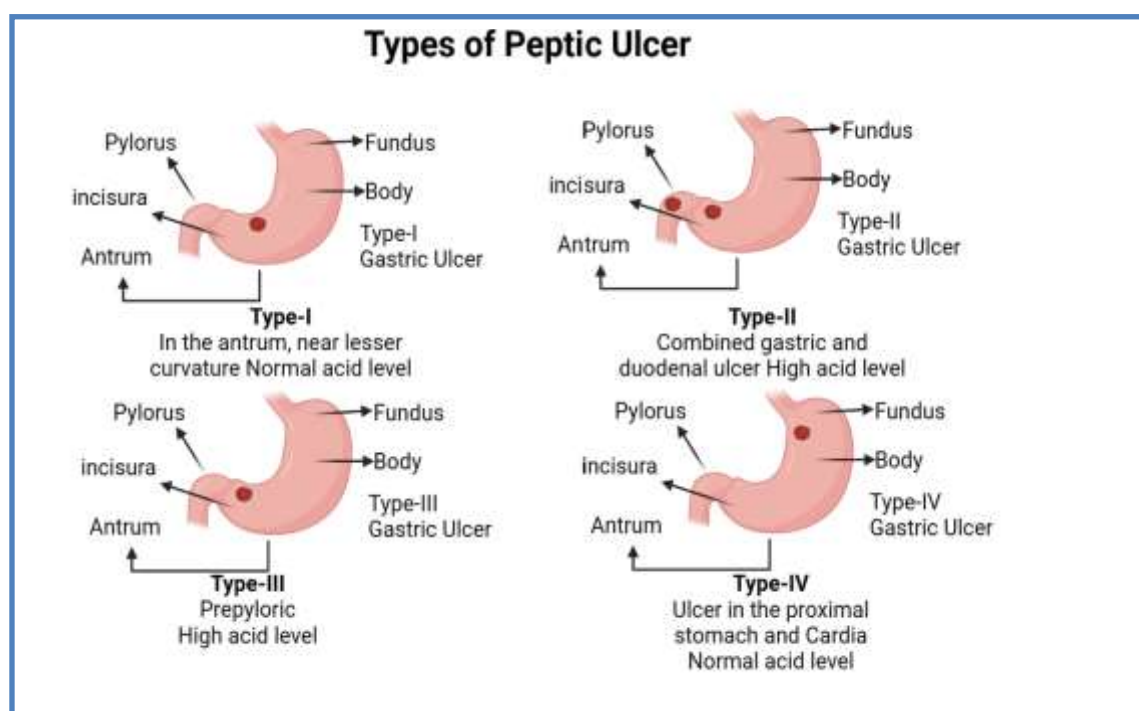 Types of Peptic Ulcer
Pylorus
Fundus
incisura
Body
Antrum
Type-I
Gastric Ulcer
Type-I
In the antrum, near lesser
curvature Normal acid level
Pylorus
Fundus
incisura
Body
Antrum
Type-II
Gastric Ulcer
Type-II
Combined gastric and
duodenal ulcer High acid level
Pylorus
Fundus
incisura
Body
Antrum
Type-III
Gastric Ulcer
Type-III
Prepyloric
High acid level
Pylorus
Fundus
incisura
Body
Antrum
Type-IV
Gastric Ulcer
Type-IV
Ulcer in the proximal
stomach and Cardia
Normal acid level